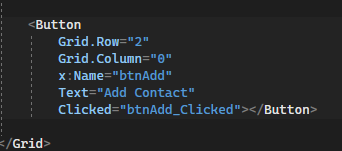 <Button
Grid.Row="2"
Grid.Column="0"
x:Name="btnAdd"
Text="Add Contact"
Clicked="btnAdd_Clicked"></Button>
</Grid>